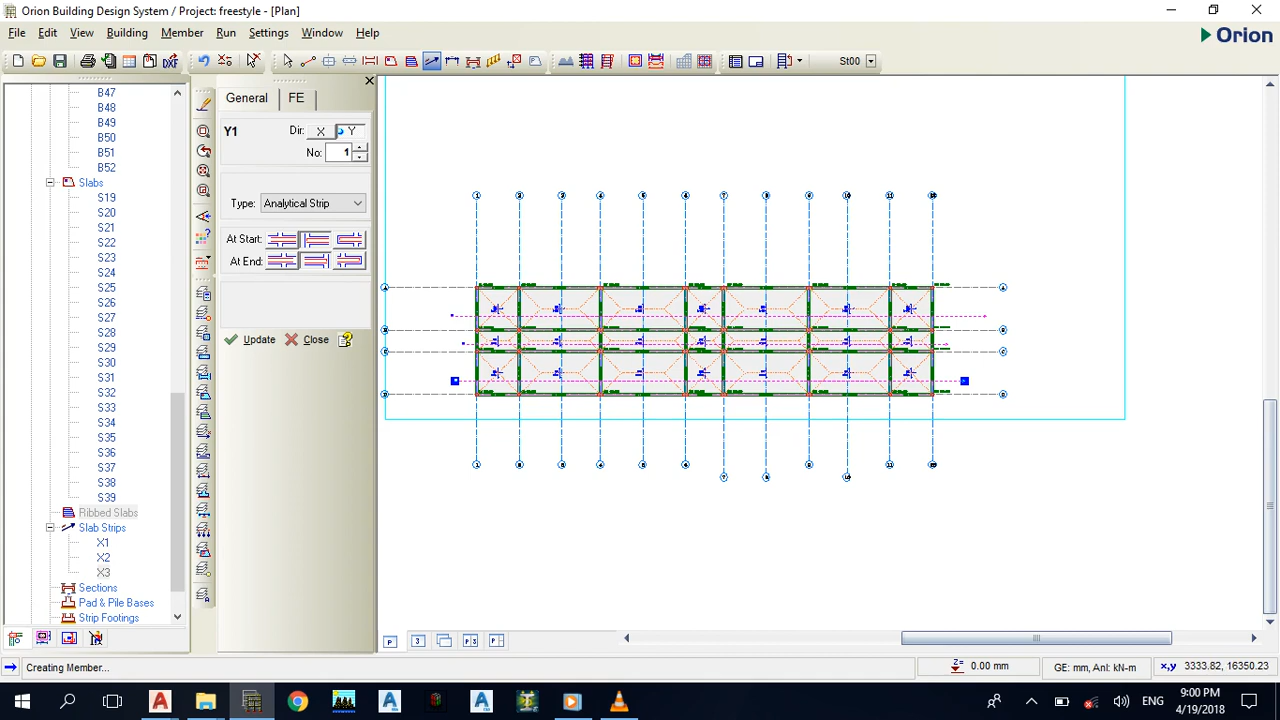 Orion Building Design System / Project: freestyle - [Plan]
File Edit View Building Member Run Settings Window Help
Orion
DXF
St00
B47
B48
B49
B50
B51
B52
Slabs
S19
S20
S21
S22
S23
S24
S25
S26
S27
S28
S29
S30
S31
S32
S33
S34
S35
S36
S37
S38
S39
Ribbed Slabs
Slab Strips
X1
X2
X3
Sections
Pad & Pile Bases
Strip Footings
General FE
Y1 Dir: X Y
No: 1
Type: Analytical Strip
At Start:
At End:
Update Close
Creating Member...
Z= 0.00 mm
GE: mm, Anl: kN-m
x,y 3333.82, 16350.23
ENG
9:00 PM
4/19/2018